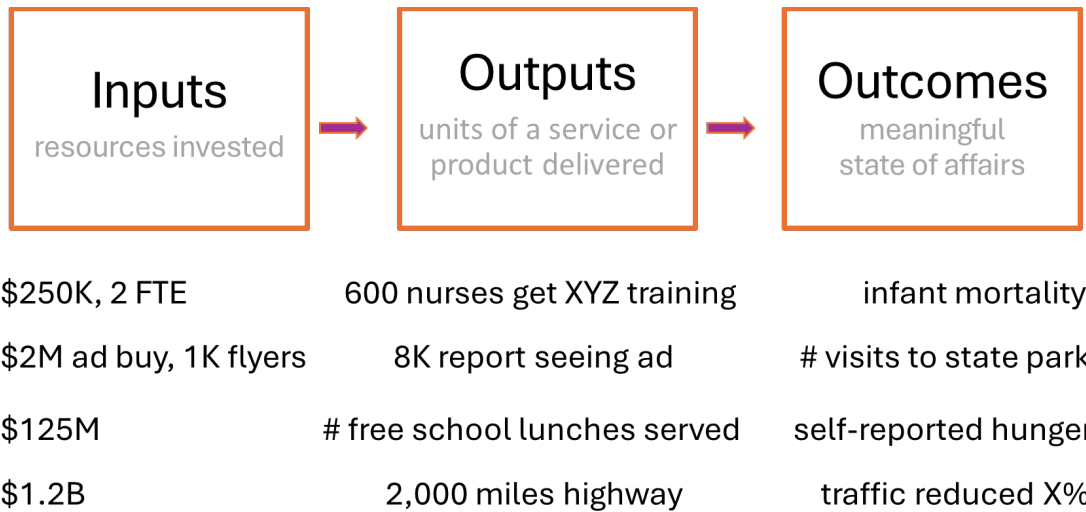 Inputs
resources invested
Outputs
units of a service or
product delivered
Outcomes
meaningful
state of affairs
$250K, 2 FTE
600 nurses get XYZ training
infant mortality
$2M ad buy, 1K flyers
8K report seeing ad
# visits to state park
$125M
# free school lunches served
self-reported hunger
$1.2B
2,000 miles highway
traffic reduced X%